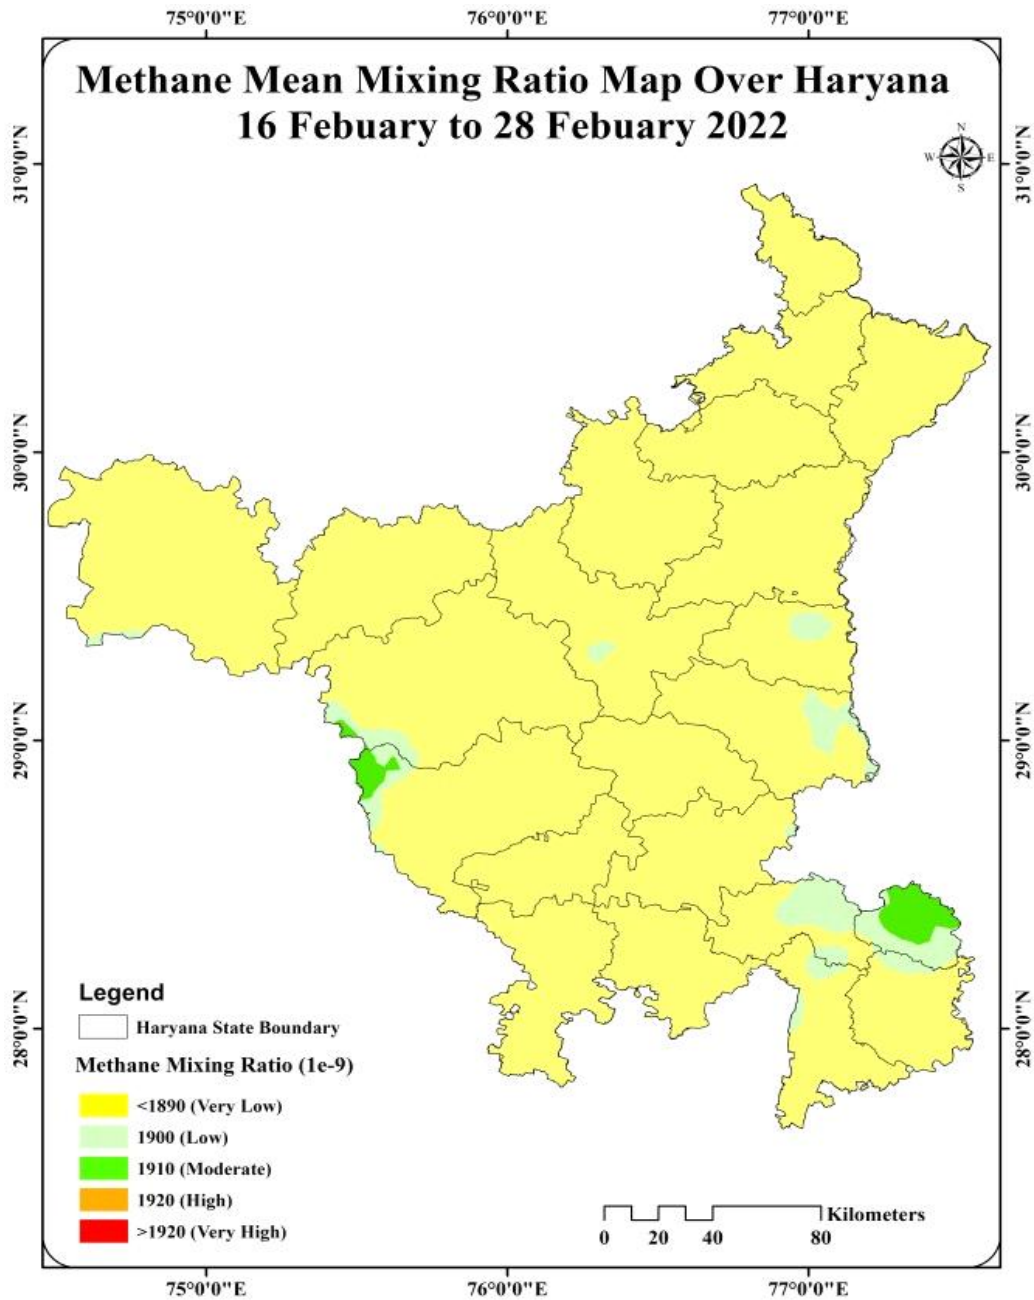 75°0'0"E 76°0'0"E 77°0'0"E
Methane Mean Mixing Ratio Map Over Haryana
16 Febuary to 28 Febuary 2022
N
W E
S
31°0'0"N 31°0'0"N
30°0'0"N 30°0'0"N
29°0'0"N 29°0'0"N
28°0'0"N 28°0'0"N
Legend
Haryana State Boundary
Methane Mixing Ratio (1e-9)
<1890 (Very Low)
1900 (Low)
1910 (Moderate)
1920 (High)
>1920 (Very High)
Kilometers
0 20 40 80
75°0'0"E 76°0'0"E 77°0'0"E